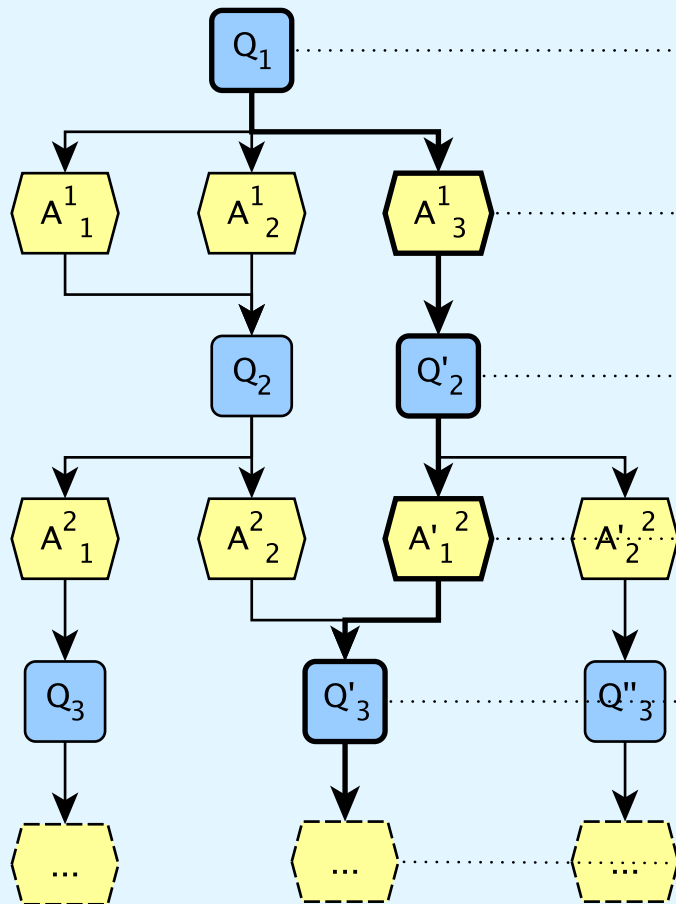 Q₁
A¹₁ A¹₂ A¹₃
Q₂ Q'₂
A²₁ A²₂ A'₁² A'₂²
Q₃ Q'₃ Q''₃
... ... ...